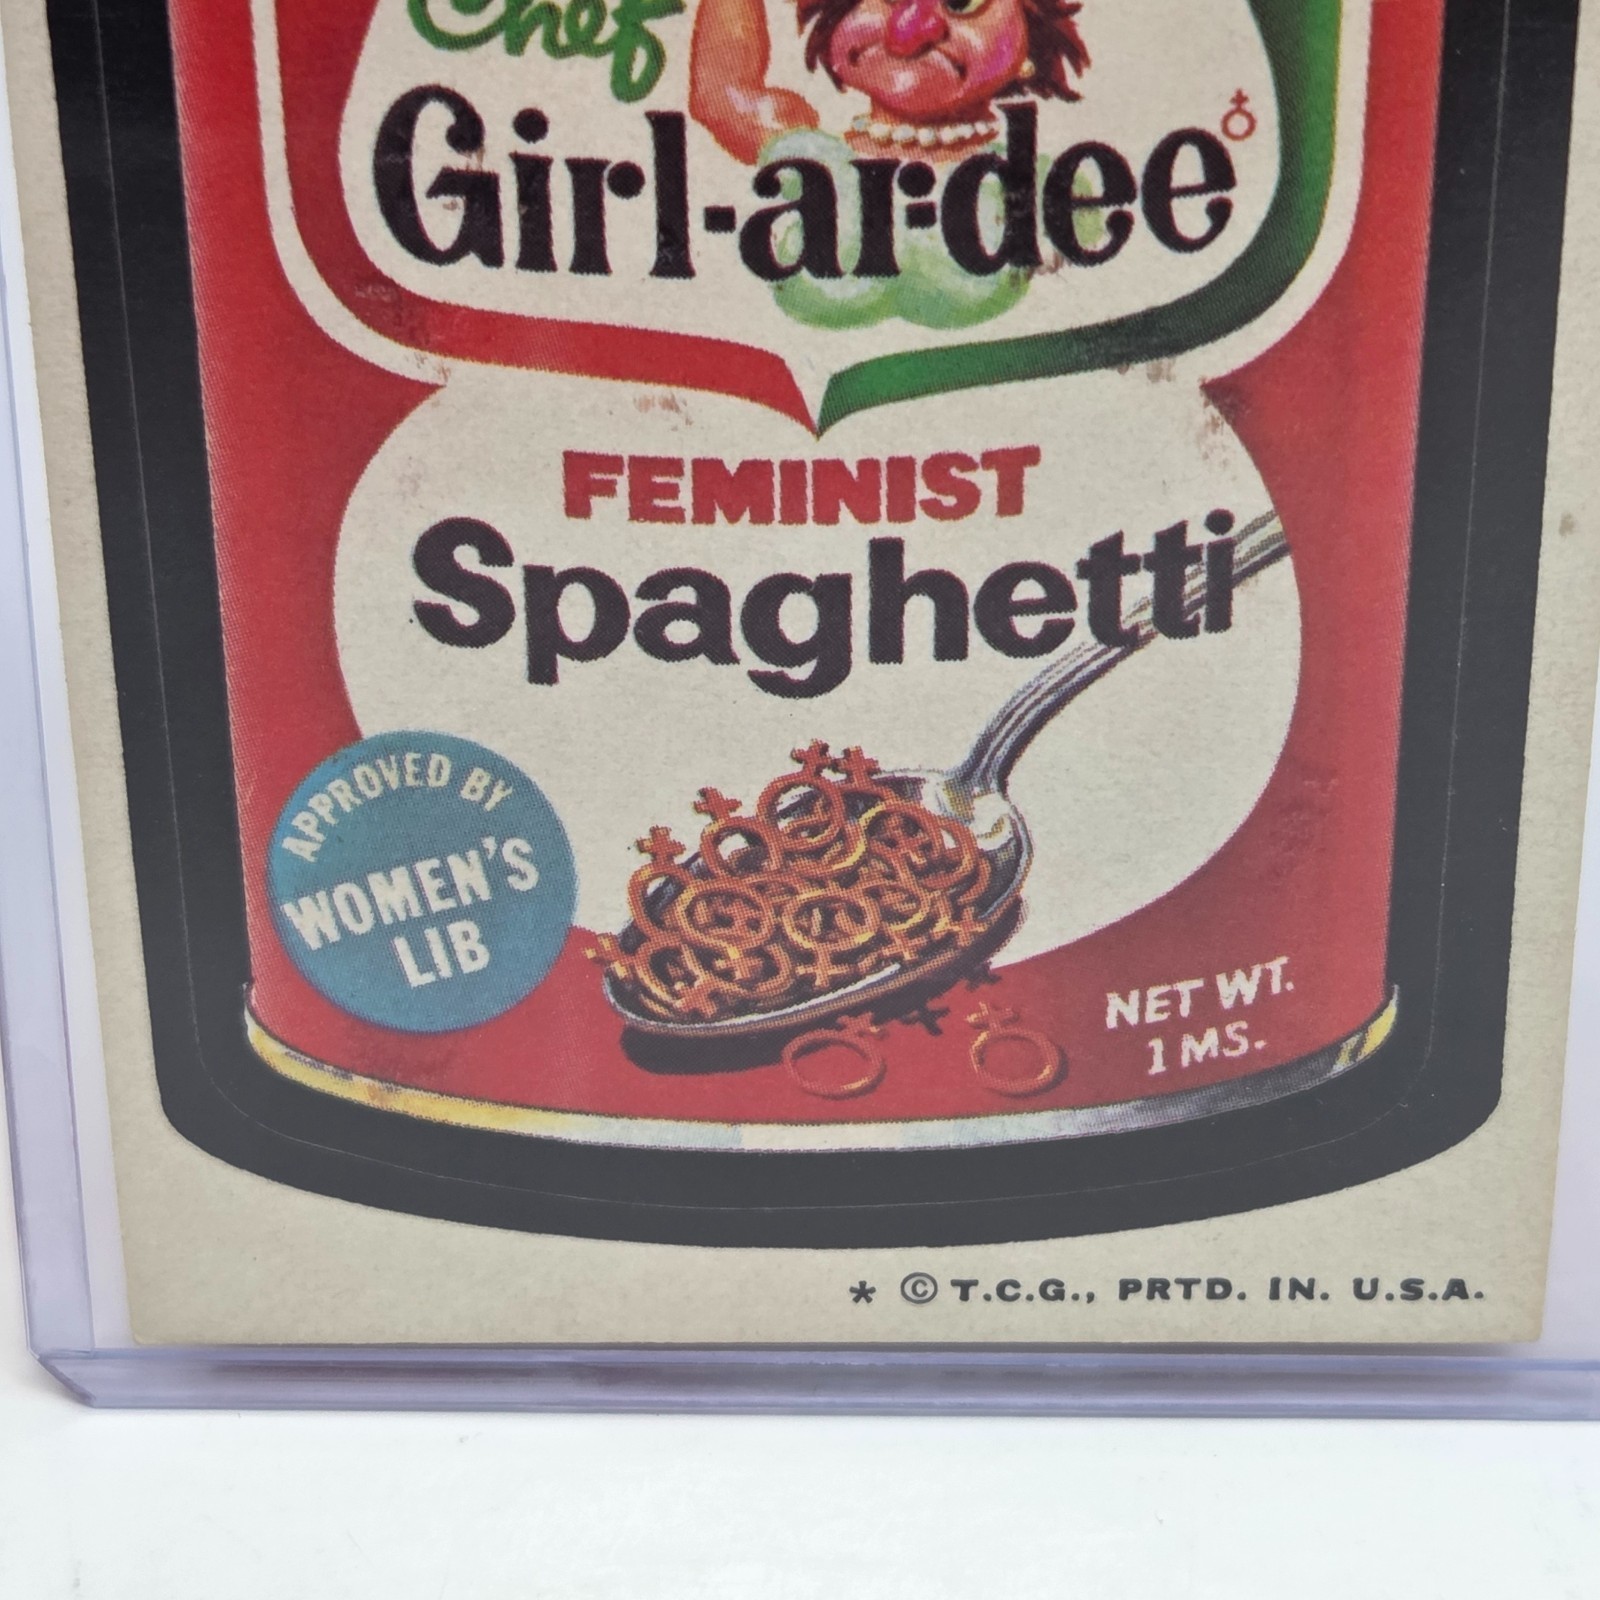 Chef
Girl-ar-dee
FEMINIST
Spaghetti
APPROVED BY
WOMEN'S
LIB
NET WT.
1 MS.
* © T.C.G., PRTD. IN. U.S.A.